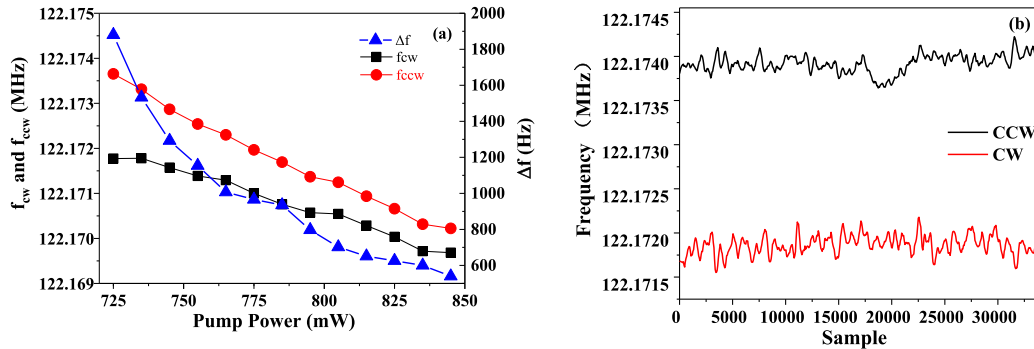 (a)
f_cw and f_ccw (MHz)
122.175
122.174
122.173
122.172
122.171
122.170
122.169
Δf
fcw
fccw
2000
1800
1600
1400
1200
1000
800
600
Δf (Hz)
725 750 775 800 825 850
Pump Power (mW)
(b)
Frequency（MHz）
122.1745
122.1740
122.1735
122.1730
122.1725
122.1720
122.1715
CCW
CW
0 5000 10000 15000 20000 25000 30000
Sample